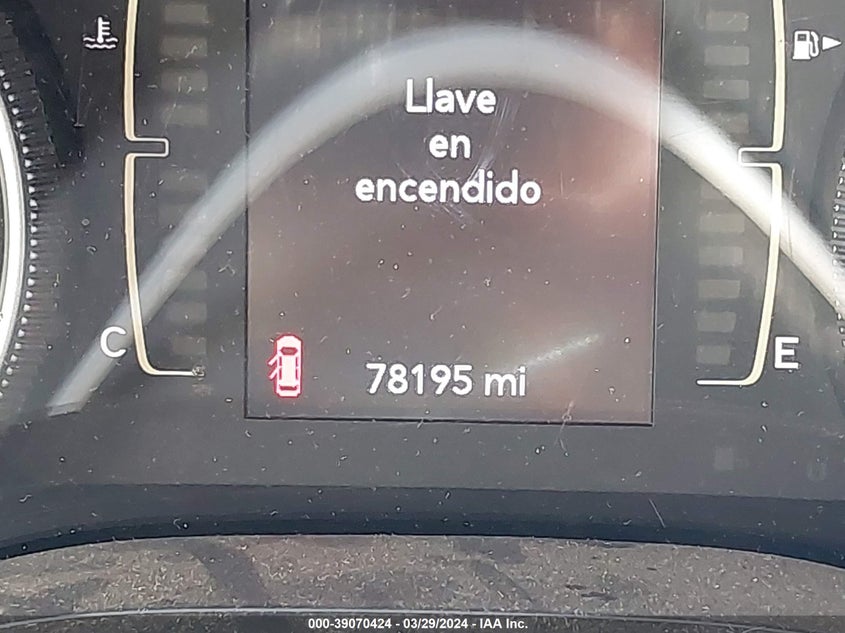 Llave
en
encendido
78195 mi
C
E
000-39070424 - 03/29/2024 - IAA Inc.